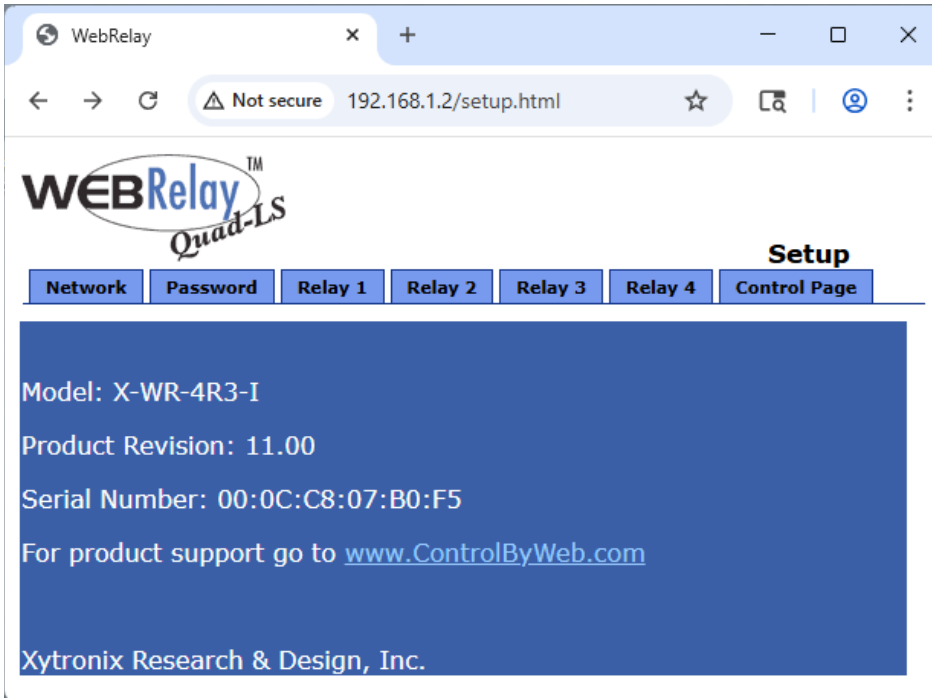 WebRelay
Not secure 192.168.1.2/setup.html
WEBRelay™
Quad-LS
Setup
Network Password Relay 1 Relay 2 Relay 3 Relay 4 Control Page
Model: X-WR-4R3-I
Product Revision: 11.00
Serial Number: 00:0C:C8:07:B0:F5
For product support go to www.ControlByWeb.com
Xytronix Research & Design, Inc.